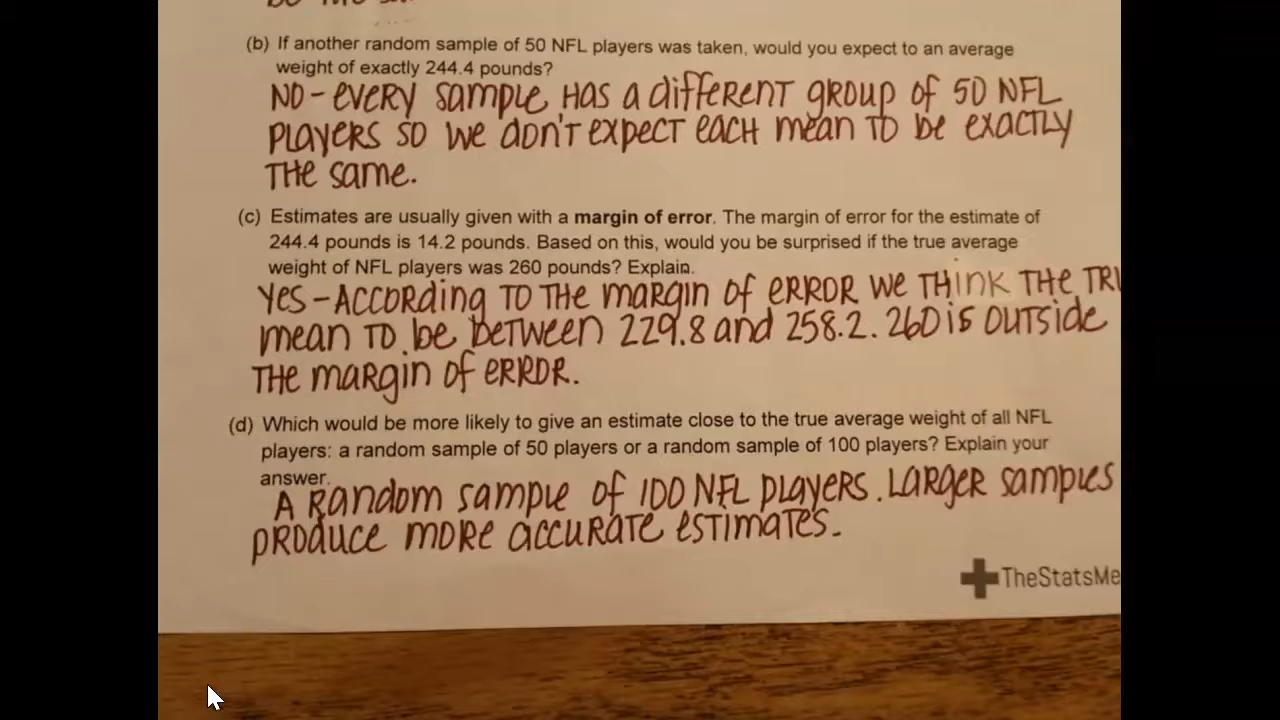 (b) If another random sample of 50 NFL players was taken, would you expect to an average
weight of exactly 244.4 pounds?
NO - EVERY SAMPLE HAS A DIFFERENT GROUP OF 50 NFL
PLAYERS SO WE DON'T EXPECT EACH MEAN TO BE EXACTLY
THE SAME.
(c) Estimates are usually given with a margin of error. The margin of error for the estimate of
244.4 pounds is 14.2 pounds. Based on this, would you be surprised if the true average
weight of NFL players was 260 pounds? Explain.
YES - ACCORDING TO THE MARGIN OF ERROR WE THINK THE TRU
MEAN TO BE BETWEEN 229.8 AND 258.2. 260 IS OUTSIDE
THE MARGIN OF ERROR.
(d) Which would be more likely to give an estimate close to the true average weight of all NFL
players: a random sample of 50 players or a random sample of 100 players? Explain your
answer.
A RANDOM SAMPLE OF 100 NFL PLAYERS. LARGER SAMPLES
PRODUCE MORE ACCURATE ESTIMATES.
TheStatsMe